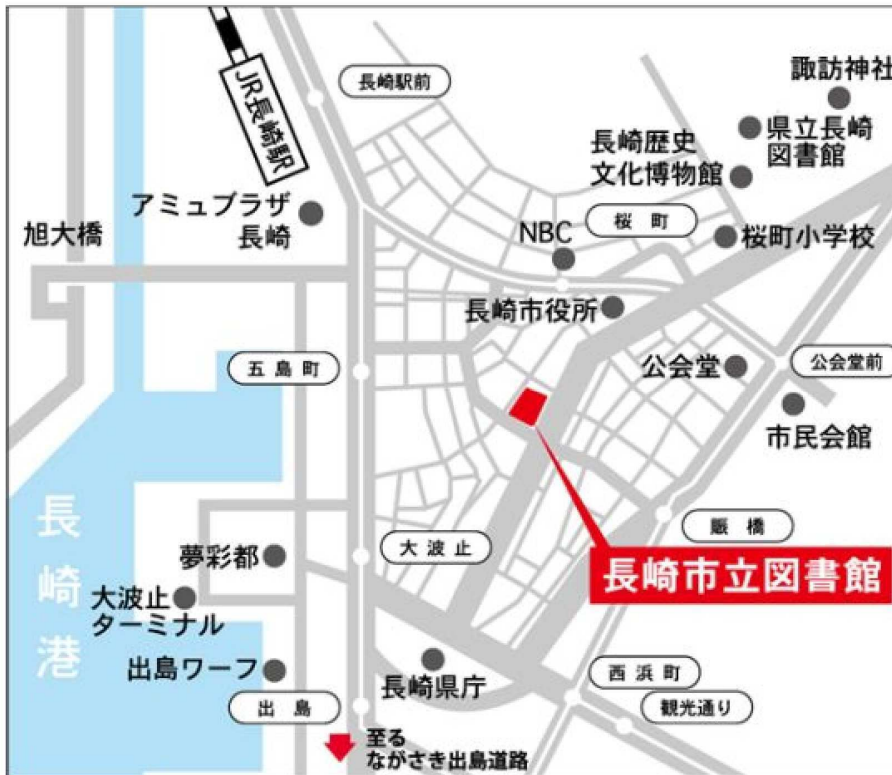 長崎駅前
JR長崎駅
諏訪神社
県立長崎
図書館
長崎歴史
文化博物館
アミュプラザ
長崎
旭大橋
NBC
桜町
桜町小学校
長崎市役所
五島町
公会堂
公会堂前
市民会館
長崎港
大波止
賑橋
夢彩都
長崎市立図書館
大波止
ターミナル
出島ワーフ
長崎県庁
西浜町
出島
観光通り
至る
ながさき出島道路